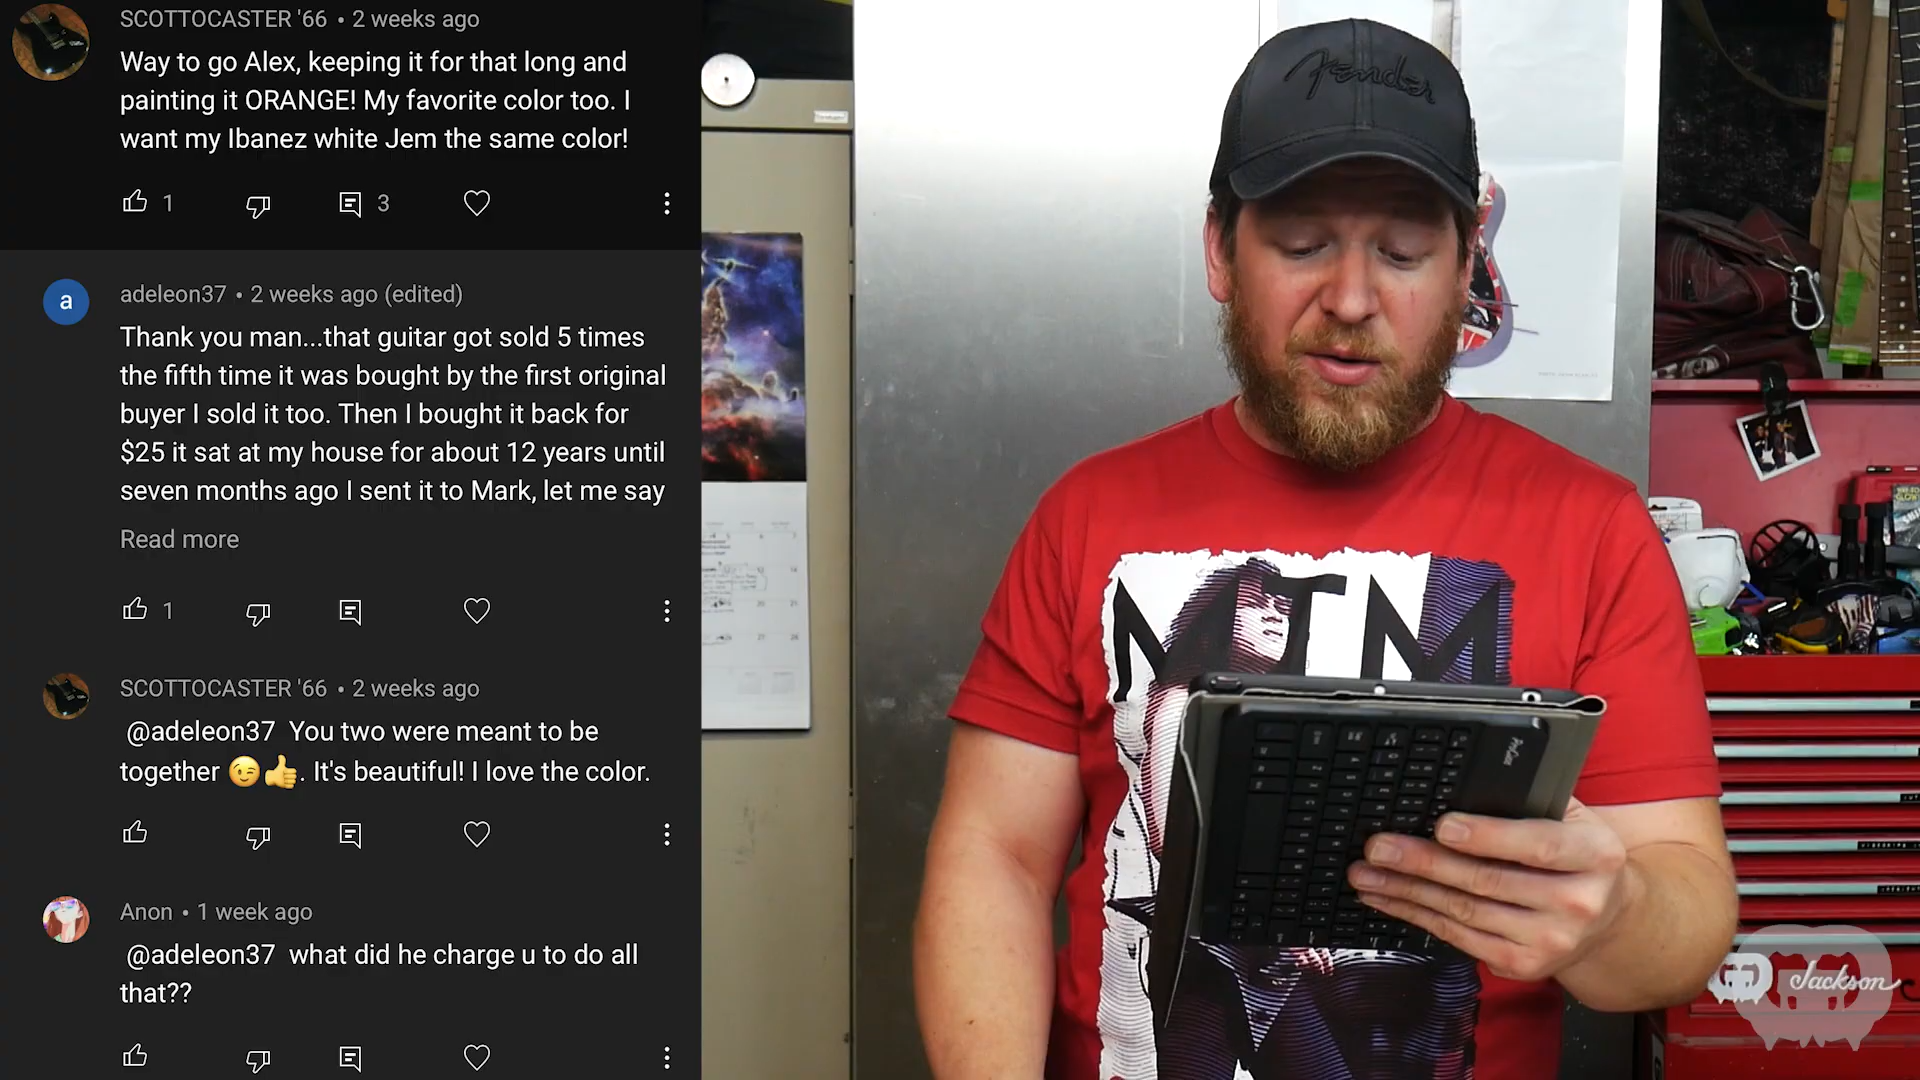 SCOTTOCASTER '66 • 2 weeks ago
Way to go Alex, keeping it for that long and
painting it ORANGE! My favorite color too. I
want my Ibanez white Jem the same color!
1
3
adeleon37 • 2 weeks ago (edited)
a
Thank you man...that guitar got sold 5 times
the fifth time it was bought by the first original
buyer I sold it too. Then I bought it back for
$25 it sat at my house for about 12 years until
seven months ago I sent it to Mark, let me say
Read more
1
SCOTTOCASTER '66 • 2 weeks ago
@adeleon37 You two were meant to be
together 😉👍. It's beautiful! I love the color.
Anon • 1 week ago
@adeleon37 what did he charge u to do all
that??
Fender
MJM
Jackson